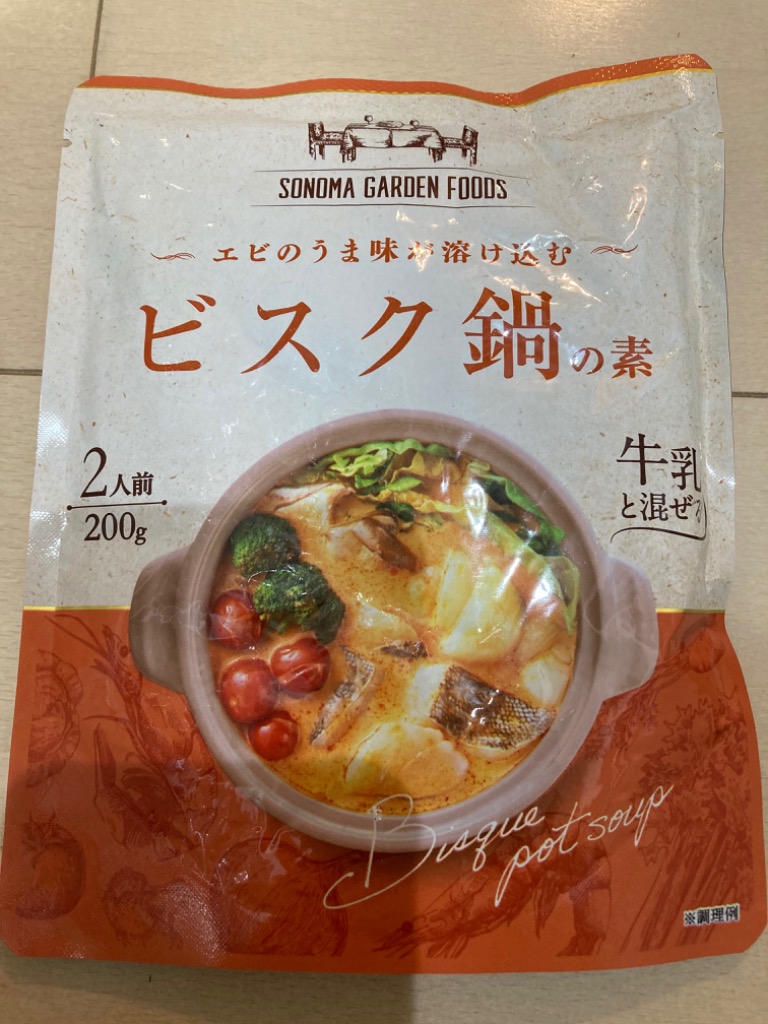 SONOMA GARDEN FOODS
エビのうま味が溶け込む
ビスク鍋の素
2人前
200g
牛乳
と混ぜる
Bisque
pot soup
※調理例